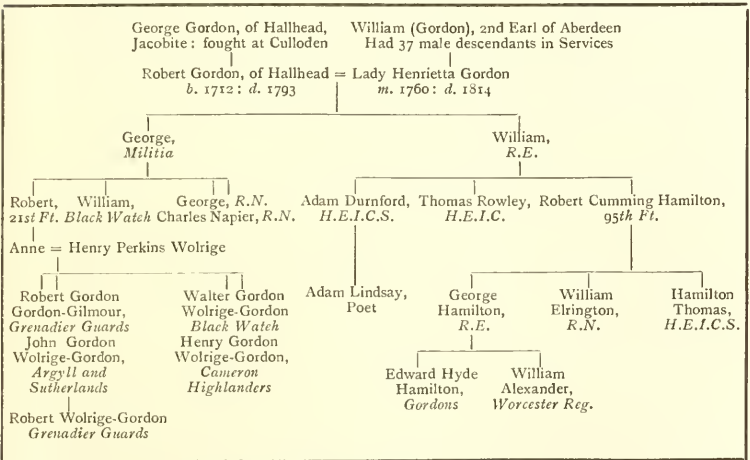 George Gordon, of Hallhead,
Jacobite: fought at Culloden
William (Gordon), 2nd Earl of Aberdeen
Had 37 male descendants in Services
Robert Gordon, of Hallhead = Lady Henrietta Gordon
b. 1712: d. 1793
m. 1760: d. 1814
George,
Militia
William,
R.E.
Robert,
21st Ft.
William,
Black Watch
George, R.N.
Charles Napier, R.N.
Adam Durnford,
H.E.I.C.S.
Thomas Rowley,
H.E.I.C.
Robert Cumming Hamilton,
95th Ft.
Anne = Henry Perkins Wolrige
Robert Gordon
Gordon-Gilmour,
Grenadier Guards
John Gordon
Wolrige-Gordon,
Argyll and
Sutherlands
Walter Gordon
Wolrige-Gordon
Black Watch
Henry Gordon
Wolrige-Gordon,
Cameron
Highlanders
Adam Lindsay,
Poet
George
Hamilton,
R.E.
William
Elrington,
R.N.
Hamilton
Thomas,
H.E.I.C.S.
Edward Hyde
Hamilton,
Gordons
William
Alexander,
Worcester Reg.
Robert Wolrige-Gordon
Grenadier Guards